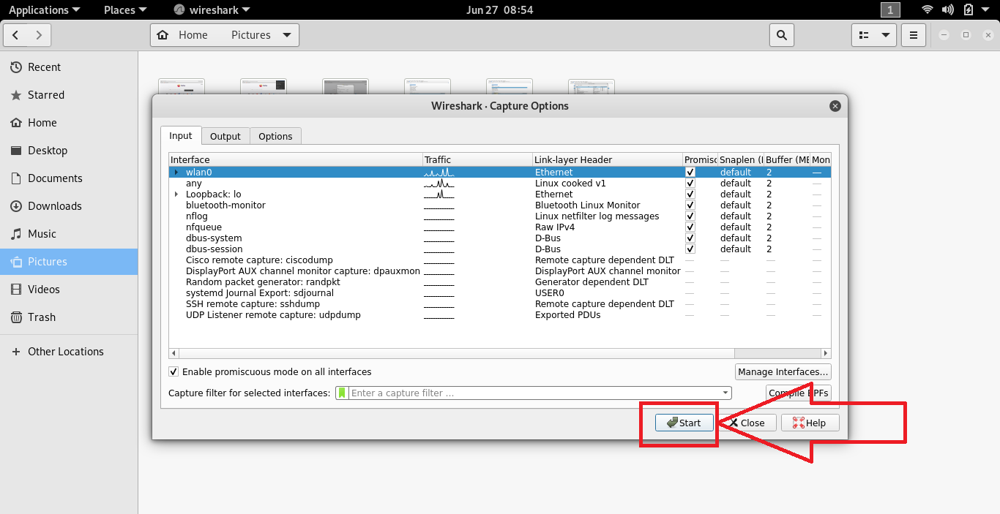 Applications Places wireshark Jun 27 08:54 1
Home Pictures
Recent
Starred
Home
Desktop
Documents
Downloads
Music
Pictures
Videos
Trash
Other Locations
Wireshark · Capture Options
Input Output Options
Interface Traffic Link-layer Header Promisc Snaplen ( Buffer (MB Mon
wlan0 Ethernet default 2 —
any Linux cooked v1 default 2 —
Loopback: lo Ethernet default 2 —
bluetooth-monitor Bluetooth Linux Monitor default 2 —
nflog Linux netfilter log messages default 2 —
nfqueue Raw IPv4 default 2 —
dbus-system D-Bus default 2 —
dbus-session D-Bus default 2 —
Cisco remote capture: ciscodump Remote capture dependent DLT — — — —
DisplayPort AUX channel monitor capture: dpauxmon DisplayPort AUX channel monitor — — — —
Random packet generator: randpkt Generator dependent DLT — — — —
systemd Journal Export: sdjournal USER0 — — — —
SSH remote capture: sshdump Remote capture dependent DLT — — — —
UDP Listener remote capture: udpdump Exported PDUs — — — —
Enable promiscuous mode on all interfaces Manage Interfaces...
Capture filter for selected interfaces: Enter a capture filter ... Compile BPFs
Start Close Help